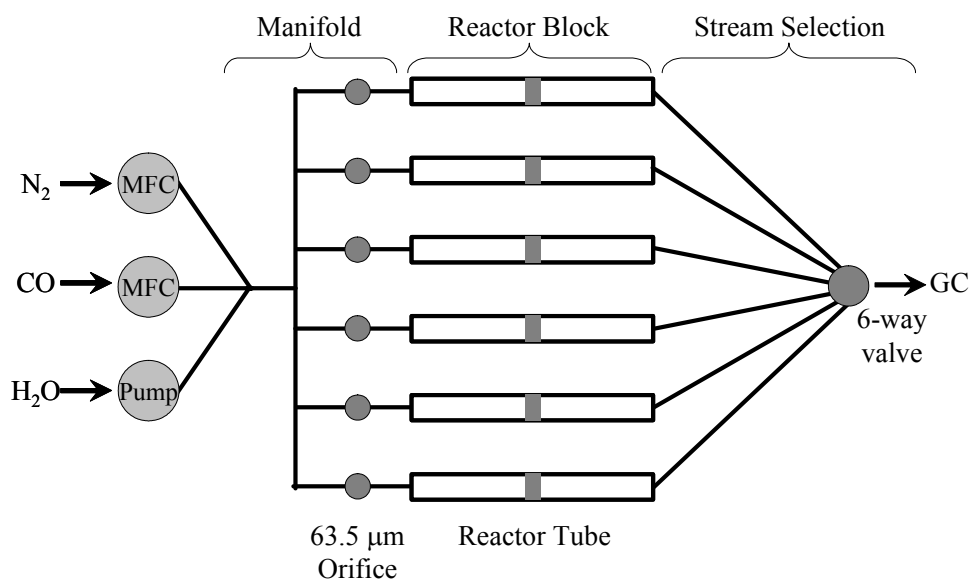 Manifold
Reactor Block
Stream Selection
N₂
MFC
CO
MFC
H₂O
Pump
GC
6-way
valve
63.5 μm
Orifice
Reactor Tube